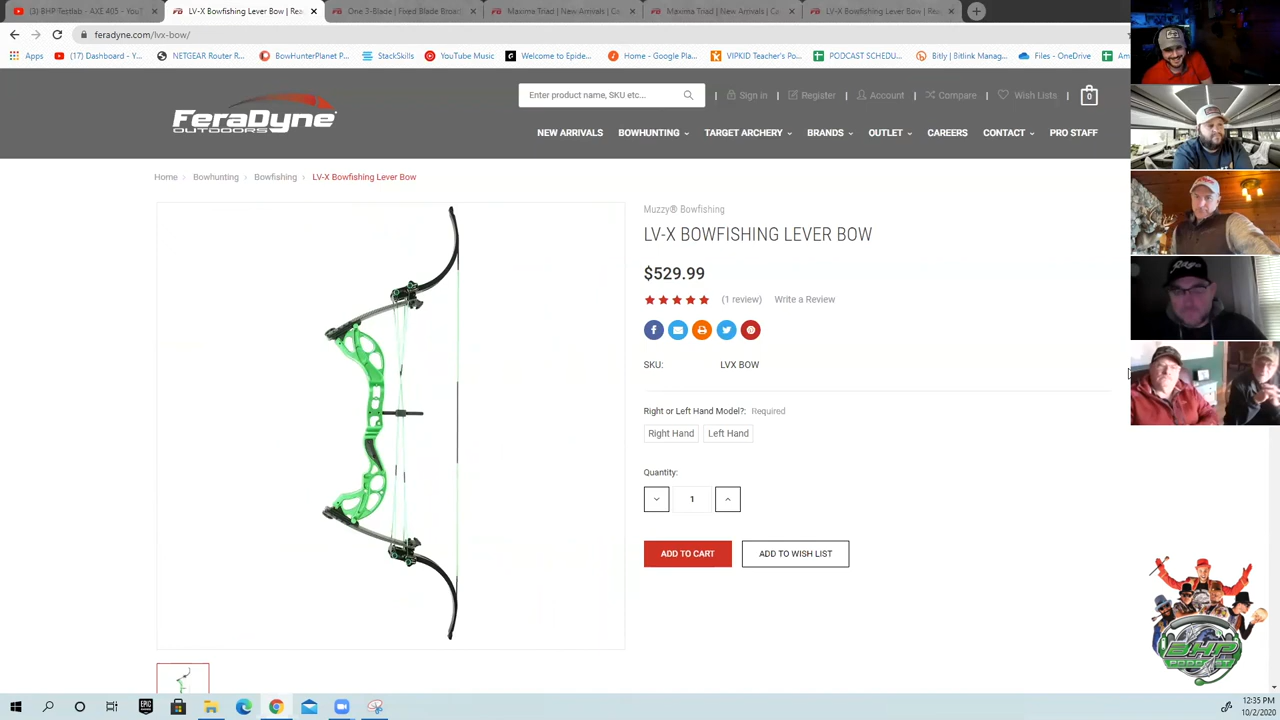 (3) BHP Testlab - AXE 405 - YouT
LV-X Bowfishing Lever Bow | Rea
One 3-Blade | Fixed Blade Broad
Maxima Triad | New Arrivals | Ca
Maxima Triad | New Arrivals | Ca
LV-X Bowfishing Lever Bow | Rea
feradyne.com/lvx-bow/
Apps
(17) Dashboard - Y...
NETGEAR Router R...
BowHunterPlanet P...
StackSkills
YouTube Music
Welcome to Epide...
Home - Google Pla...
VIPKID Teacher's Po...
PODCAST SCHEDU...
Bitly | Bitlink Manag...
Files - OneDrive
Am
FERADYNE
OUTDOORS
Enter product name, SKU etc...
Sign in
Register
Account
Compare
Wish Lists
0
NEW ARRIVALS
BOWHUNTING
TARGET ARCHERY
BRANDS
OUTLET
CAREERS
CONTACT
PRO STAFF
Home
Bowhunting
Bowfishing
LV-X Bowfishing Lever Bow
Muzzy® Bowfishing
LV-X BOWFISHING LEVER BOW
$529.99
(1 review)
Write a Review
SKU:
LVX BOW
Right or Left Hand Model?: Required
Right Hand
Left Hand
Quantity:
1
ADD TO CART
ADD TO WISH LIST
BHP
PODCAST
EPIC
12:35 PM
10/2/2020